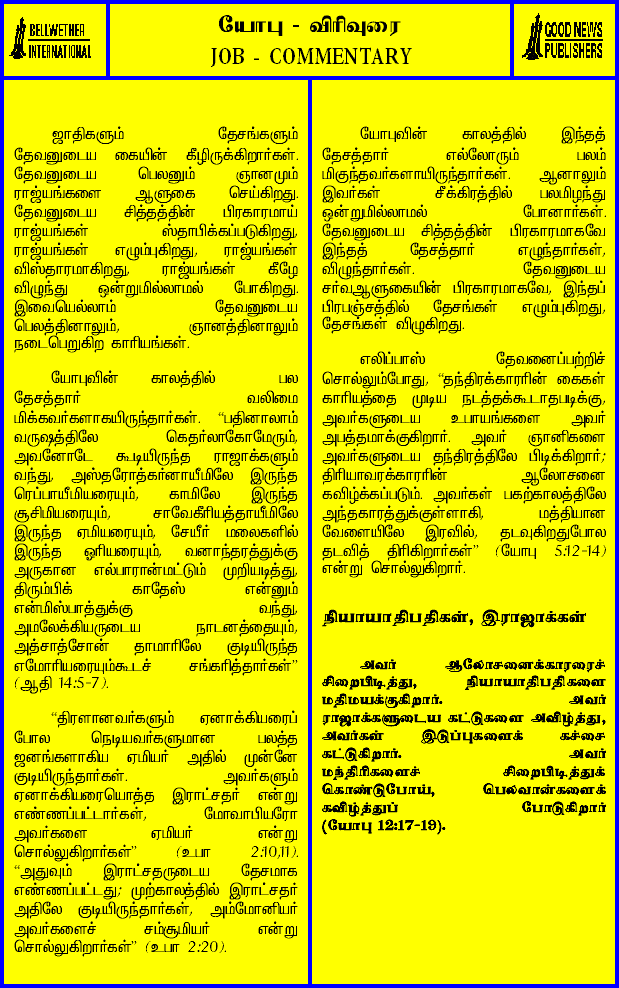 BELLWETHER
INTERNATIONAL
யோபு - விரிவுரை
JOB - COMMENTARY
GOOD NEWS
PUBLISHERS
ஜாதிகளும் தேசங்களும்
தேவனுடைய கையின் கீழிருக்கிறார்கள்.
தேவனுடைய பெலனும் ஞானமும்
ராஜ்யங்களை ஆளுகை செய்கிறது.
தேவனுடைய சித்தத்தின் பிரகாரமாய்
ராஜ்யங்கள் ஸ்தாபிக்கப்படுகிறது,
ராஜ்யங்கள் எழும்புகிறது, ராஜ்யங்கள்
விஸ்தாரமாகிறது, ராஜ்யங்கள் கீழே
விழுந்து ஒன்றுமில்லாமல் போகிறது.
இவையெல்லாம் தேவனுடைய
பெலத்தினாலும், ஞானத்தினாலும்
நடைபெறுகிற காரியங்கள்.
யோபுவின் காலத்தில் பல
தேசத்தார் வலிமை
மிக்கவர்களாகயிருந்தார்கள். “பதினாலாம்
வருஷத்திலே கெதர்லாகோமேரும்,
அவனோடே கூடியிருந்த ராஜாக்களும்
வந்து, அஸ்தரோத்கர்னாயீமிலே இருந்த
ரெப்பாயீமியரையும், காமிலே இருந்த
சூசிமியரையும், சாவேகீரியத்தாயீமிலே
இருந்த ஏமியரையும், சேயீர் மலைகளில்
இருந்த ஓரியரையும், வனாந்தரத்துக்கு
அருகான எல்பாரான்மட்டும் முறியடித்து,
திரும்பிக் காதேஸ் என்னும்
என்மிஸ்பாத்துக்கு வந்து,
அமலேக்கியருடைய நாடனைத்தையும்,
அத்சாத்சோன் தாமாரிலே குடியிருந்த
எமோரியரையும்கூடச் சங்கரித்தார்கள்”
(ஆதி 14:5-7).
“திரளானவர்களும் ஏனாக்கியரைப்
போல நெடியவர்களுமான பலத்த
ஜனங்களாகிய ஏமியர் அதில் முன்னே
குடியிருந்தார்கள். அவர்களும்
ஏனாக்கியரையொத்த இராட்சதர் என்று
எண்ணப்பட்டார்கள், மோவாபியரோ
அவர்களை ஏமியர் என்று
சொல்லுகிறார்கள்” (உபா 2:10,11).
“அதுவும் இராட்சதருடைய தேசமாக
எண்ணப்பட்டது; முற்காலத்தில் இராட்சதர்
அதிலே குடியிருந்தார்கள், அம்மோனியர்
அவர்களைச் சம்சூமியர் என்று
சொல்லுகிறார்கள்” (உபா 2:20).
யோபுவின் காலத்தில் இந்தத்
தேசத்தார் எல்லோரும் பலம்
மிகுந்தவர்களாயிருந்தார்கள். ஆனாலும்
இவர்கள் சீக்கிரத்தில் பலமிழந்து
ஒன்றுமில்லாமல் போனார்கள்.
தேவனுடைய சித்தத்தின் பிரகாரமாகவே
இந்தத் தேசத்தார் எழுந்தார்கள்,
விழுந்தார்கள். தேவனுடைய
சர்வஆளுகையின் பிரகாரமாகவே, இந்தப்
பிரபஞ்சத்தில் தேசங்கள் எழும்புகிறது,
தேசங்கள் விழுகிறது.
எலிப்பாஸ் தேவனைப்பற்றிச்
சொல்லும்போது, “தந்திரக்காரரின் கைகள்
காரியத்தை முடிய நடத்தக்கூடாதபடிக்கு,
அவர்களுடைய உபாயங்களை அவர்
அபத்தமாக்குகிறார். அவர் ஞானிகளை
அவர்களுடைய தந்திரத்திலே பிடிக்கிறார்;
திரியாவரக்காரரின் ஆலோசனை
கவிழ்க்கப்படும். அவர்கள் பகற்காலத்திலே
அந்தகாரத்துக்குள்ளாகி, மத்தியான
வேளையிலே இரவில், தடவுகிறதுபோல
தடவித் திரிகிறார்கள்” (யோபு 5:12-14)
என்று சொல்லுகிறார்.
நியாயாதிபதிகள், இராஜாக்கள்
அவர் ஆலோசனைக்காரரைச்
சிறைபிடித்து, நியாயாதிபதிகளை
மதிமயக்குகிறார். அவர்
ராஜாக்களுடைய கட்டுகளை அவிழ்த்து,
அவர்கள் இடுப்புகளைக் கச்சை
கட்டுகிறார். அவர்
மந்திரிகளைச் சிறைபிடித்துக்
கொண்டுபோய், பெலவான்களைக்
கவிழ்த்துப் போடுகிறார்
(யோபு 12:17-19).